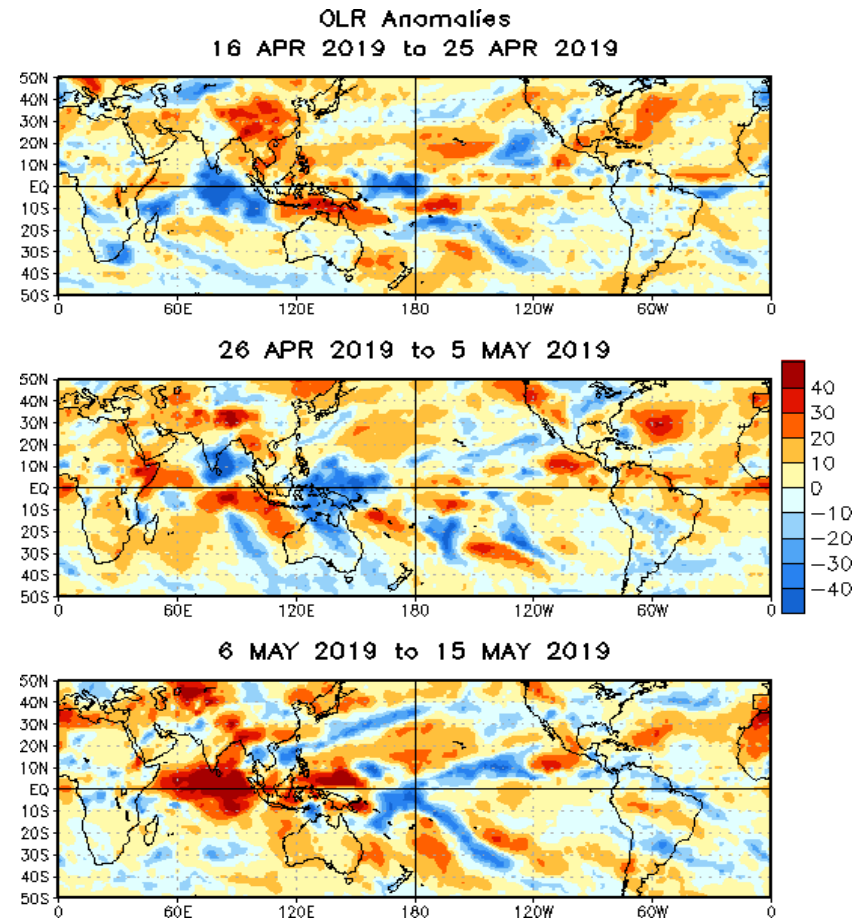 OLR Anomalies
16 APR 2019 to 25 APR 2019
50N
40N
30N
20N
10N
EQ
10S
20S
30S
40S
50S
0 60E 120E 180 120W 60W 0
26 APR 2019 to 5 MAY 2019
50N
40N
30N
20N
10N
EQ
10S
20S
30S
40S
50S
0 60E 120E 180 120W 60W 0
40
30
20
10
0
-10
-20
-30
-40
6 MAY 2019 to 15 MAY 2019
50N
40N
30N
20N
10N
EQ
10S
20S
30S
40S
50S
0 60E 120E 180 120W 60W 0